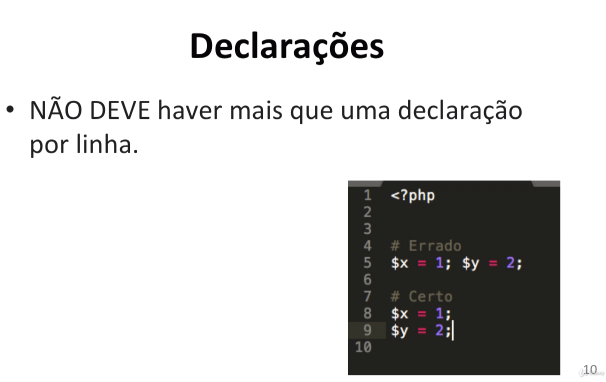 Declarações
• NÃO DEVE haver mais que uma declaração
por linha.
1 <?php
2
3
4 # Errado
5 $x = 1; $y = 2;
6
7 # Certo
8 $x = 1;
9 $y = 2;
10
10